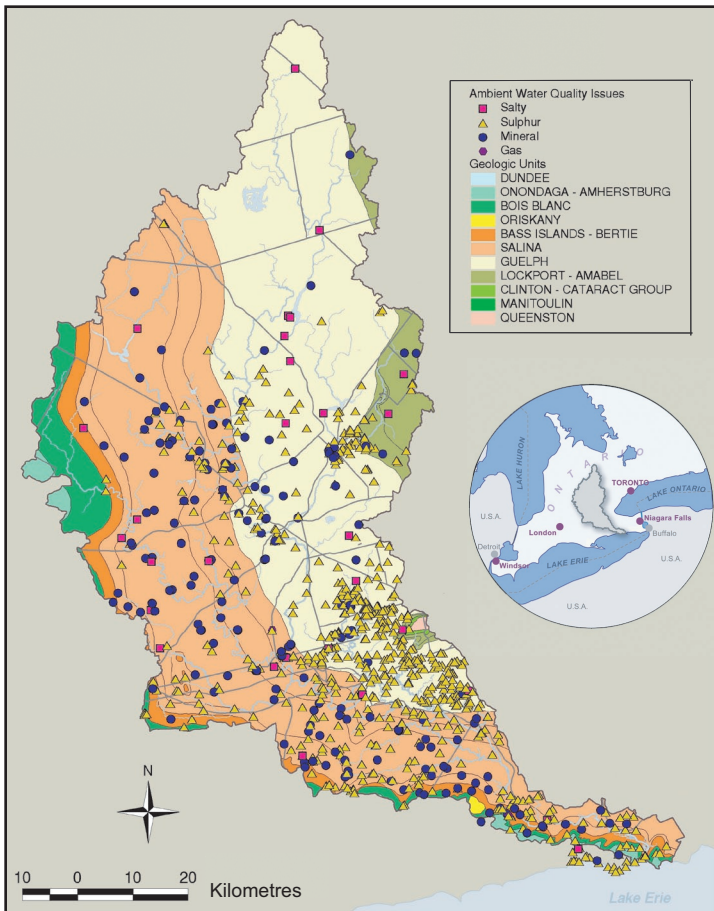 Ambient Water Quality Issues
Salty
Sulphur
Mineral
Gas
Geologic Units
DUNDEE
ONONDAGA - AMHERSTBURG
BOIS BLANC
ORISKANY
BASS ISLANDS - BERTIE
SALINA
GUELPH
LOCKPORT - AMABEL
CLINTON - CATARACT GROUP
MANITOULIN
QUEENSTON
LAKE HURON
ONTARIO
TORONTO
LAKE ONTARIO
U.S.A.
Niagara Falls
London
Buffalo
Detroit
LAKE ERIE
U.S.A.
Windsor
U.S.A.
N
10 0 10 20
Kilometres
Lake Erie